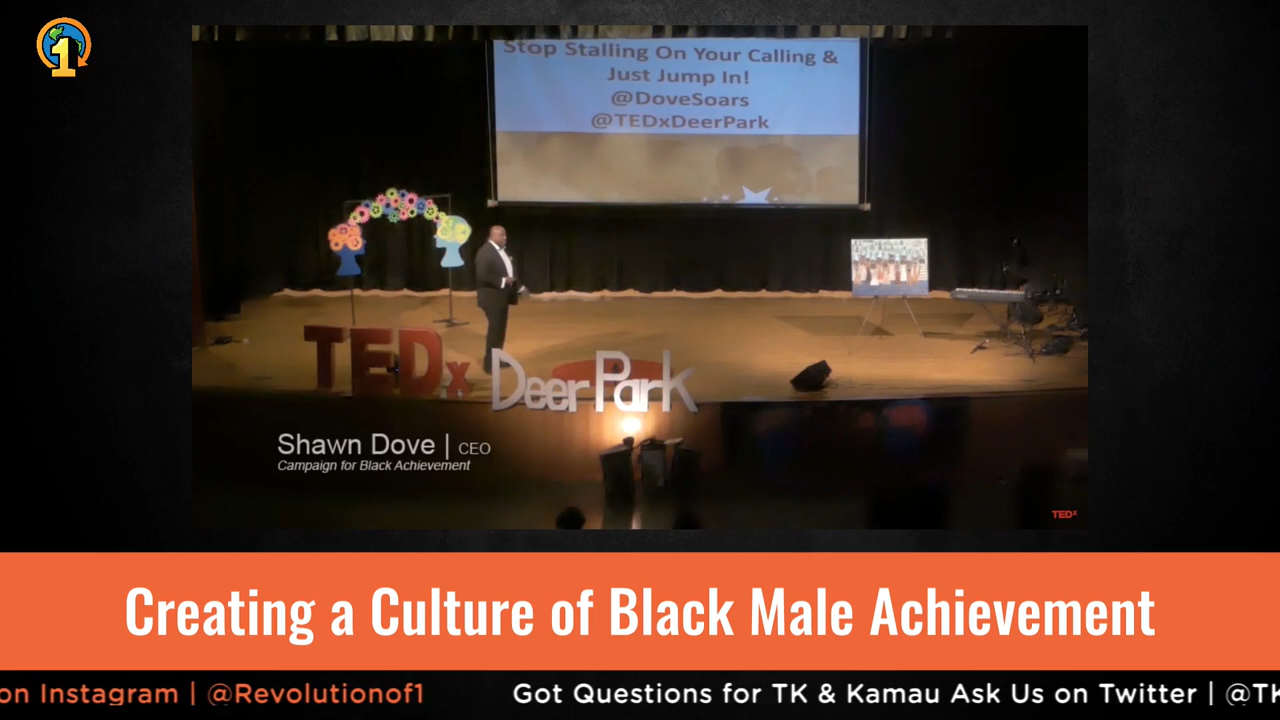 1
Stop Stalling On Your Calling &
Just Jump In!
@DoveSoars
@TEDxDeerPark
TEDx DeerPark
Shawn Dove | CEO
Campaign for Black Achievement
TEDx
Creating a Culture of Black Male Achievement
on Instagram | @Revolutionof1 Got Questions for TK & Kamau Ask Us on Twitter | @TK